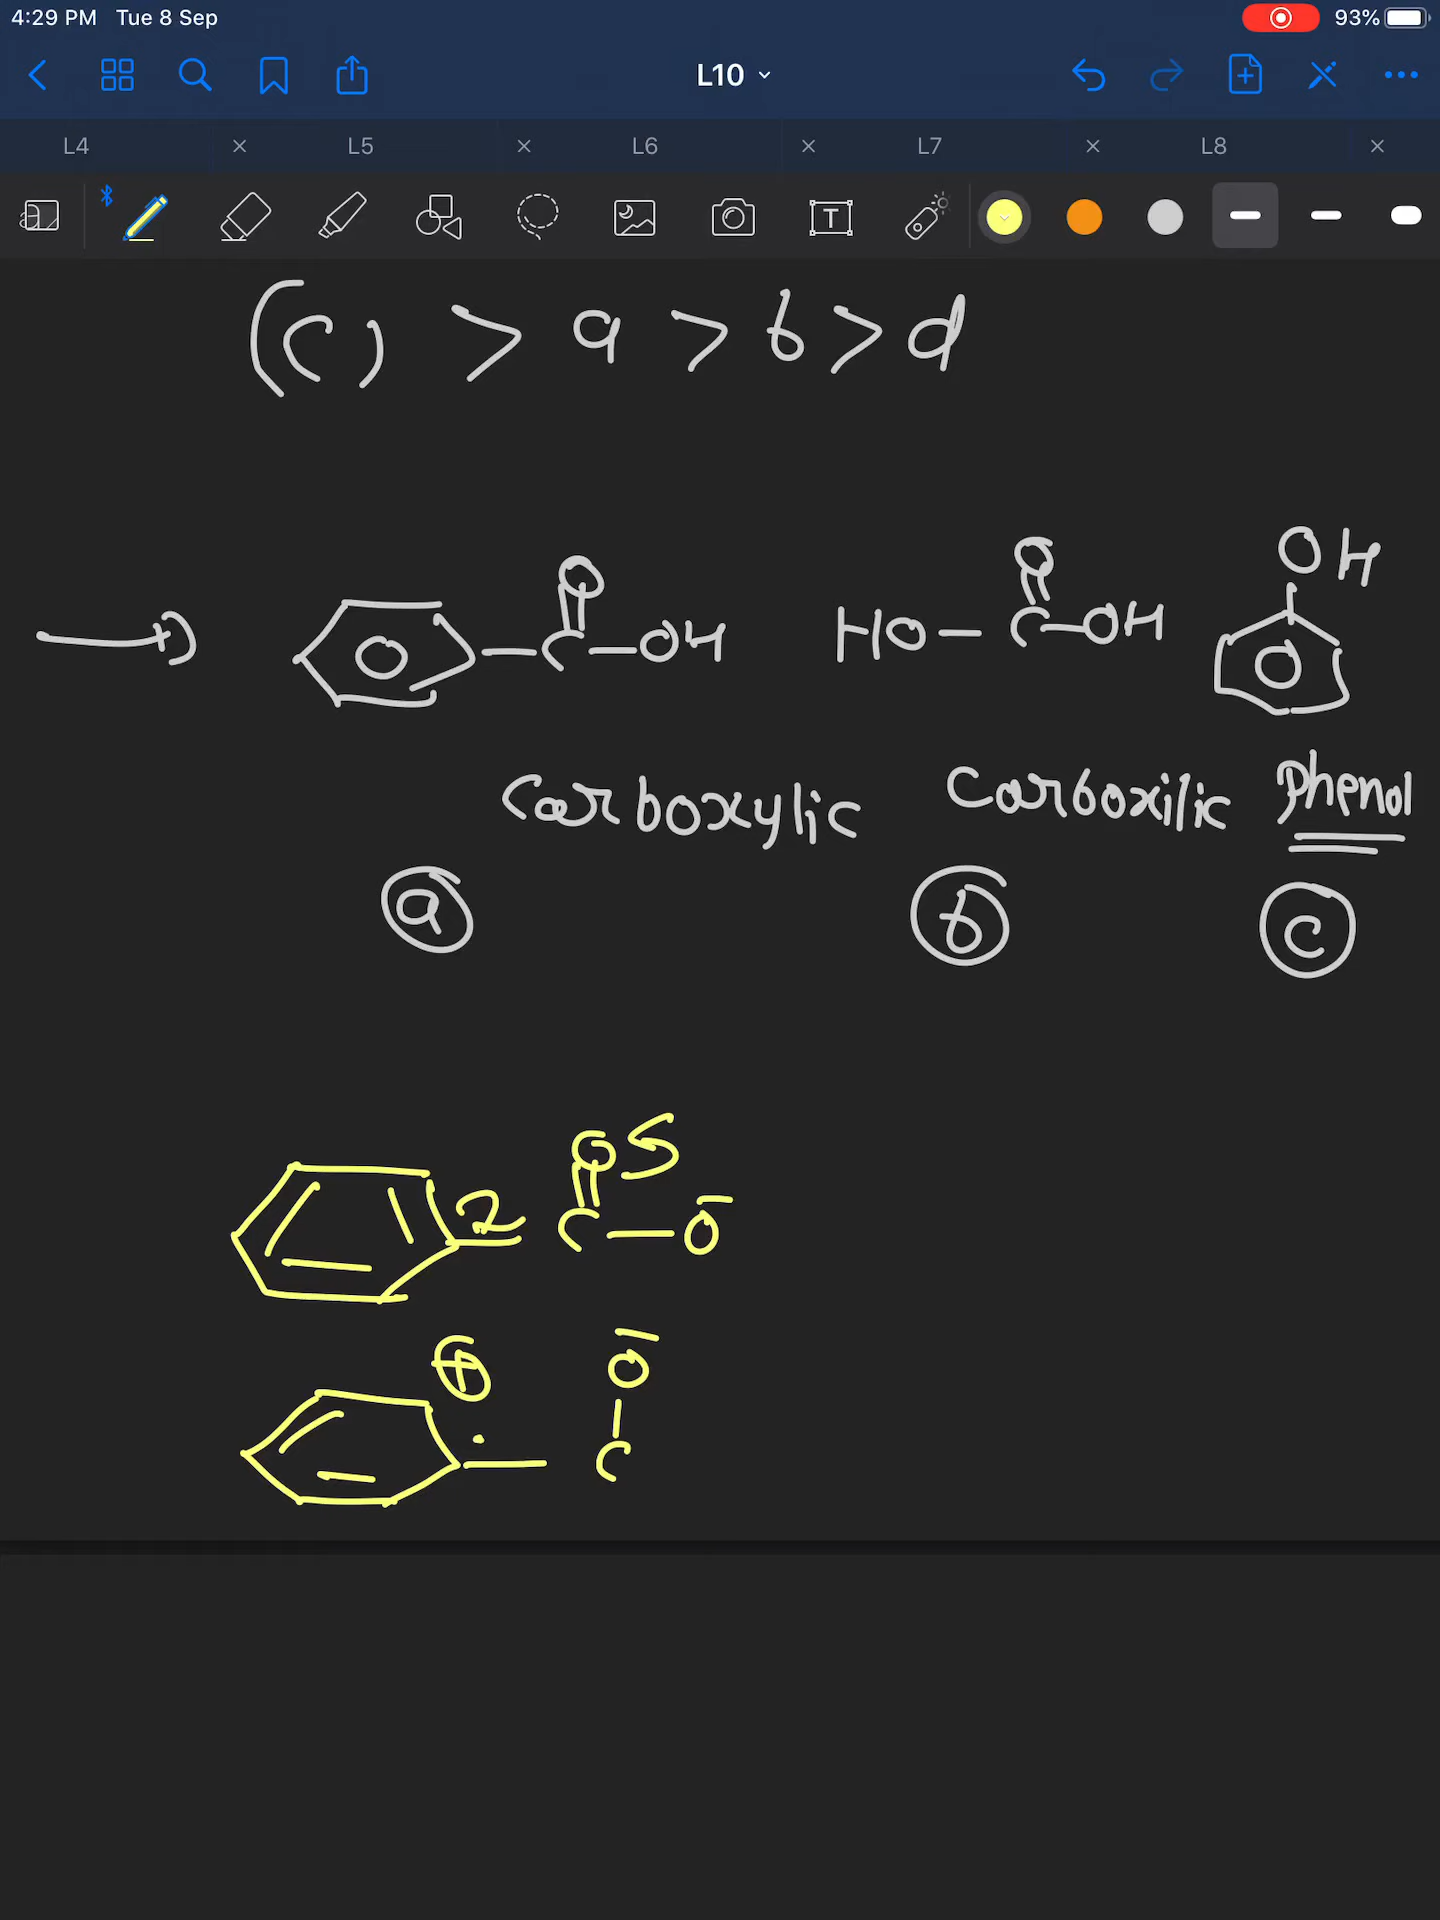 4:29 PM Tue 8 Sep 93%
L10
L4 L5 L6 L7 L8
T
(c) > a > b > d
O O OH
C-OH HO-C-OH
Carboxylic Carboxilic Phenol
a b c
O
C-O⁻
⊕ O⁻
C